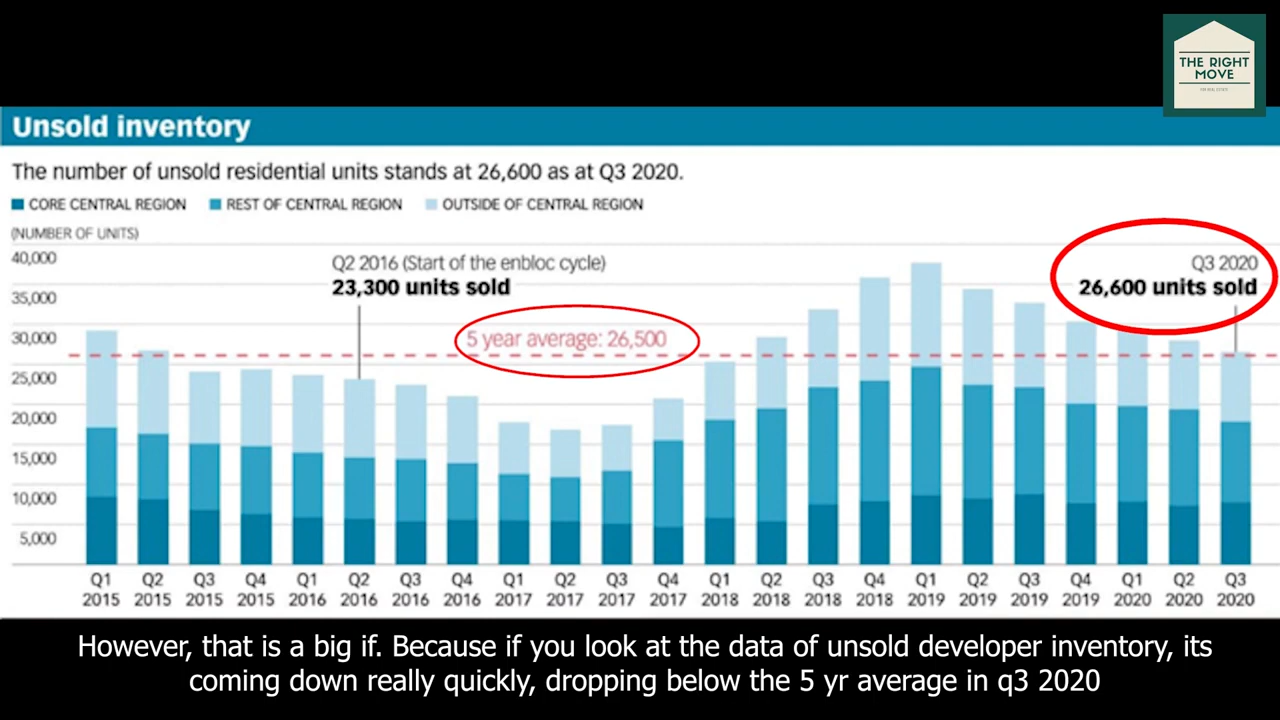 THE RIGHT
MOVE
Unsold inventory
The number of unsold residential units stands at 26,600 as at Q3 2020.
CORE CENTRAL REGION REST OF CENTRAL REGION OUTSIDE OF CENTRAL REGION
(NUMBER OF UNITS)
40,000
35,000
30,000
25,000
20,000
15,000
10,000
5,000
Q2 2016 (Start of the enbloc cycle)
23,300 units sold
5 year average: 26,500
Q3 2020
26,600 units sold
Q1 Q2 Q3 Q4 Q1 Q2 Q3 Q4 Q1 Q2 Q3 Q4 Q1 Q2 Q3 Q4 Q1 Q2 Q3 Q4 Q1 Q2 Q3
2015 2015 2015 2015 2016 2016 2016 2016 2017 2017 2017 2017 2018 2018 2018 2018 2019 2019 2019 2019 2020 2020 2020
However, that is a big if. Because if you look at the data of unsold developer inventory, its
coming down really quickly, dropping below the 5 yr average in q3 2020